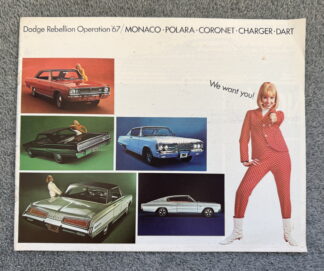 Dodge Rebellion Operation '67/MONACO·POLARA·CORONET·CHARGER·DART
We want you!